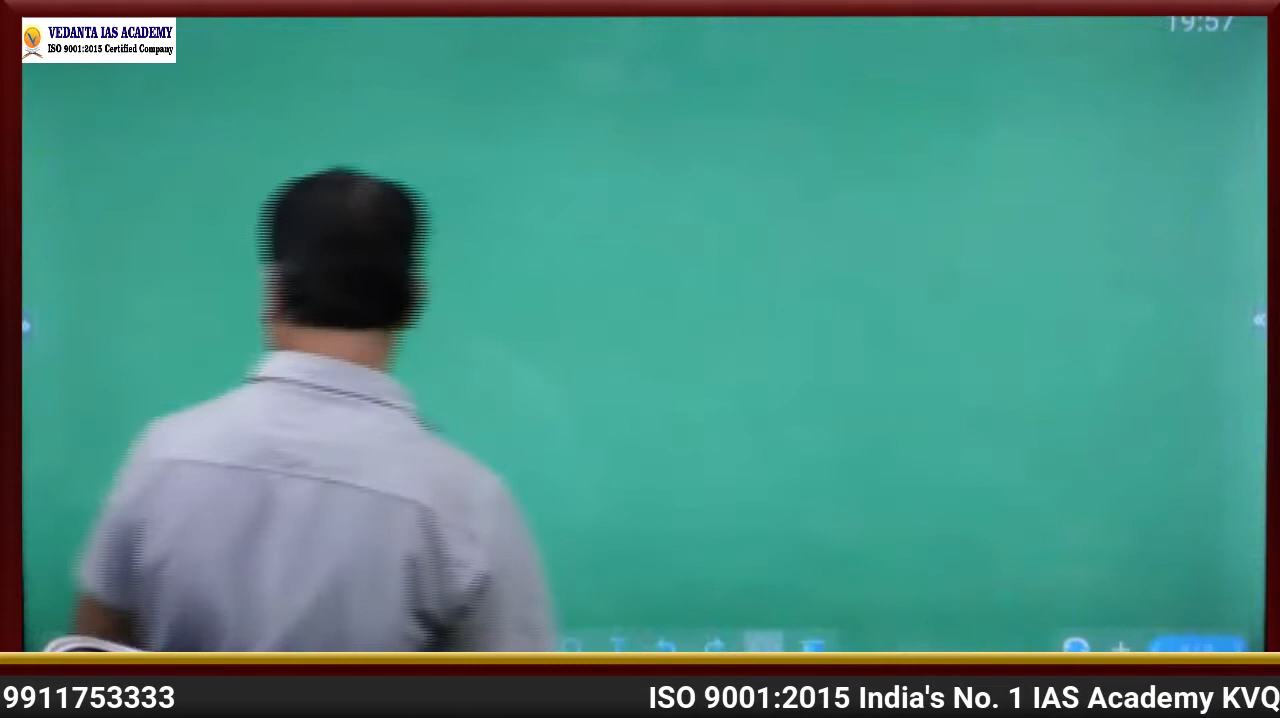 VEDANTA IAS ACADEMY
ISO 9001:2015 Certified Company
19:57
9911753333
ISO 9001:2015 India's No. 1 IAS Academy KVQ